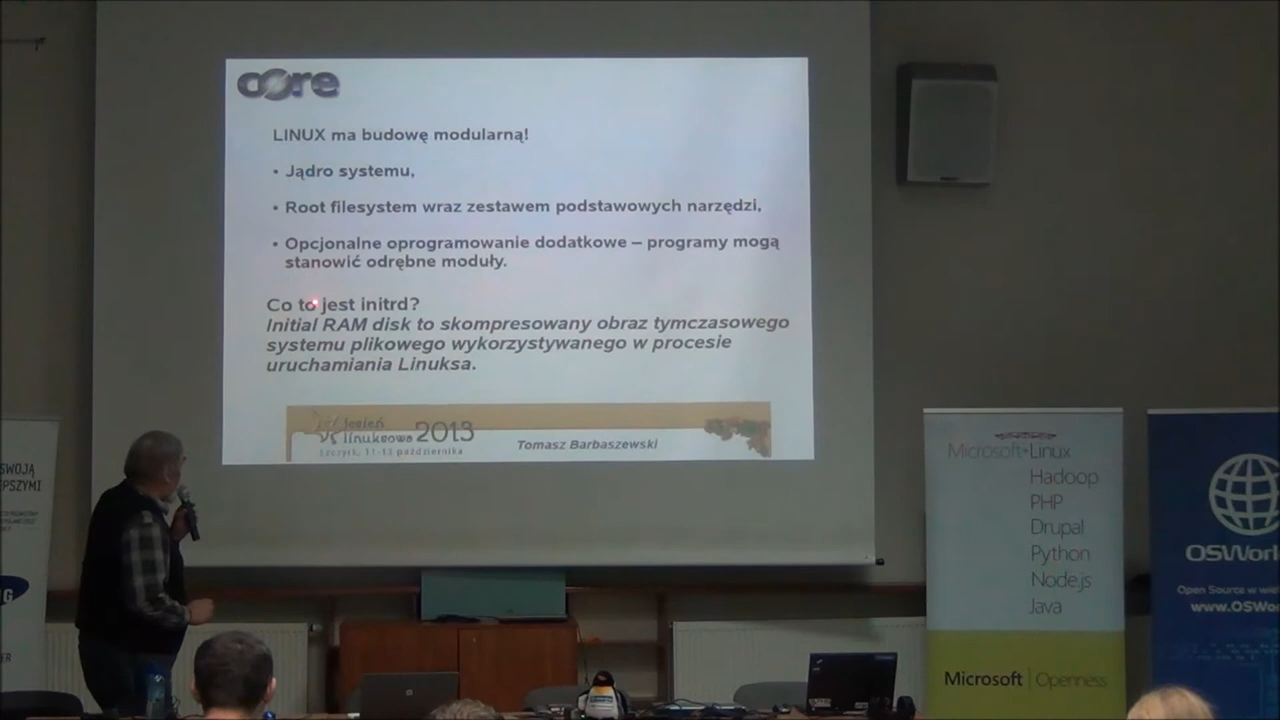 core
LINUX ma budowę modularną!
• Jądro systemu,
• Root filesystem wraz zestawem podstawowych narzędzi,
• Opcjonalne oprogramowanie dodatkowe – programy mogą
stanowić odrębne moduły.
Co to jest initrd?
Initial RAM disk to skompresowany obraz tymczasowego
systemu plikowego wykorzystywanego w procesie
uruchamiania Linuksa.
jesień
linuksowa 2013
Szczyrk, 11-13 października
Tomasz Barbaszewski
SWOJĄ
Microsoft+Linux
Hadoop
PHP
Drupal
Python
Node.js
Java
Microsoft | Openness
OSWorl
Open Source w wie
www.OSWor